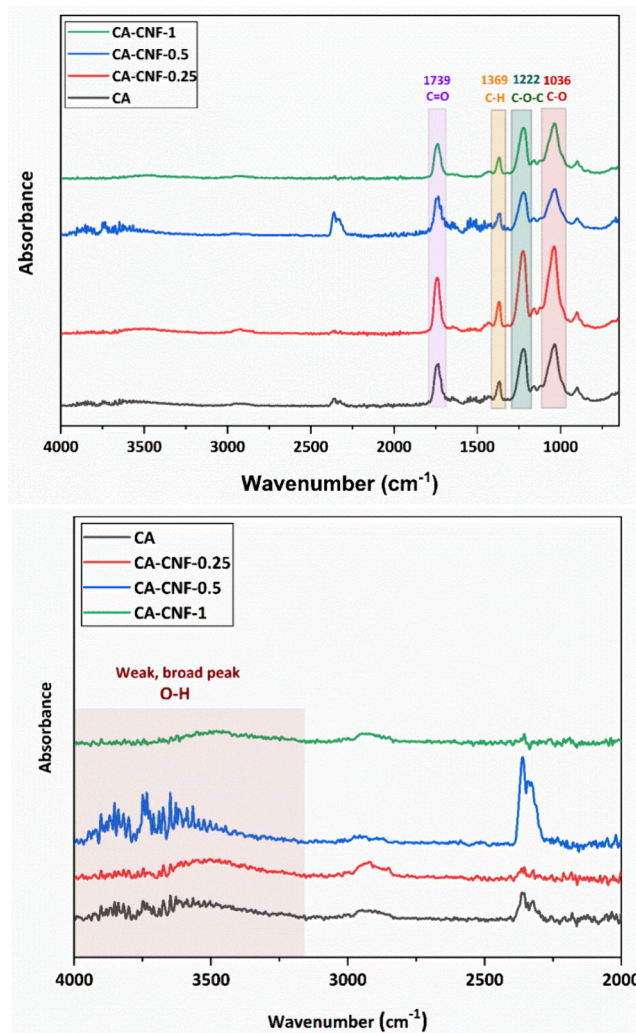 CA-CNF-1
CA-CNF-0.5
CA-CNF-0.25
CA
1739 1369 1222 1036
C=O C-H C-O-C C-O
Absorbance
4000 3500 3000 2500 2000 1500 1000
Wavenumber (cm-1)
CA
CA-CNF-0.25
CA-CNF-0.5
CA-CNF-1
Weak, broad peak
O-H
Absorbance
4000 3500 3000 2500 2000
Wavenumber (cm-1)